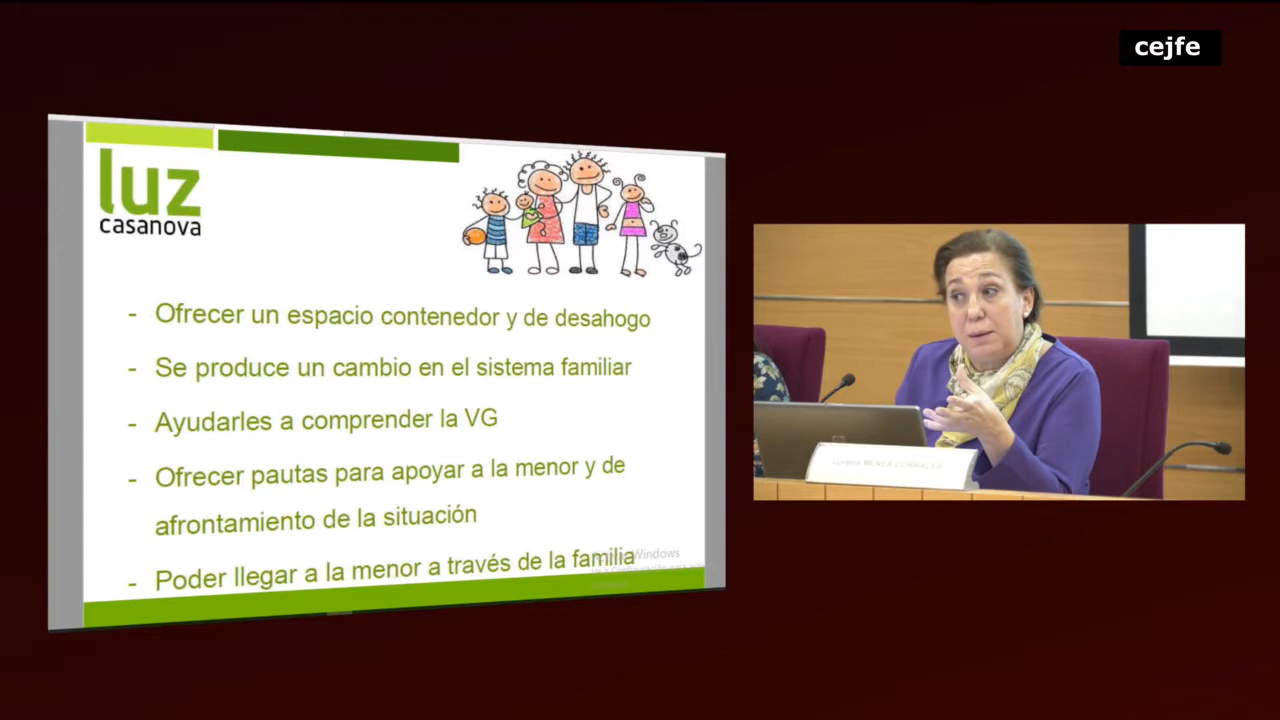 cejfe
luz
casanova
- Ofrecer un espacio contenedor y de desahogo
- Se produce un cambio en el sistema familiar
- Ayudarles a comprender la VG
- Ofrecer pautas para apoyar a la menor y de
afrontamiento de la situación
- Poder llegar a la menor a través de la familia
Windows